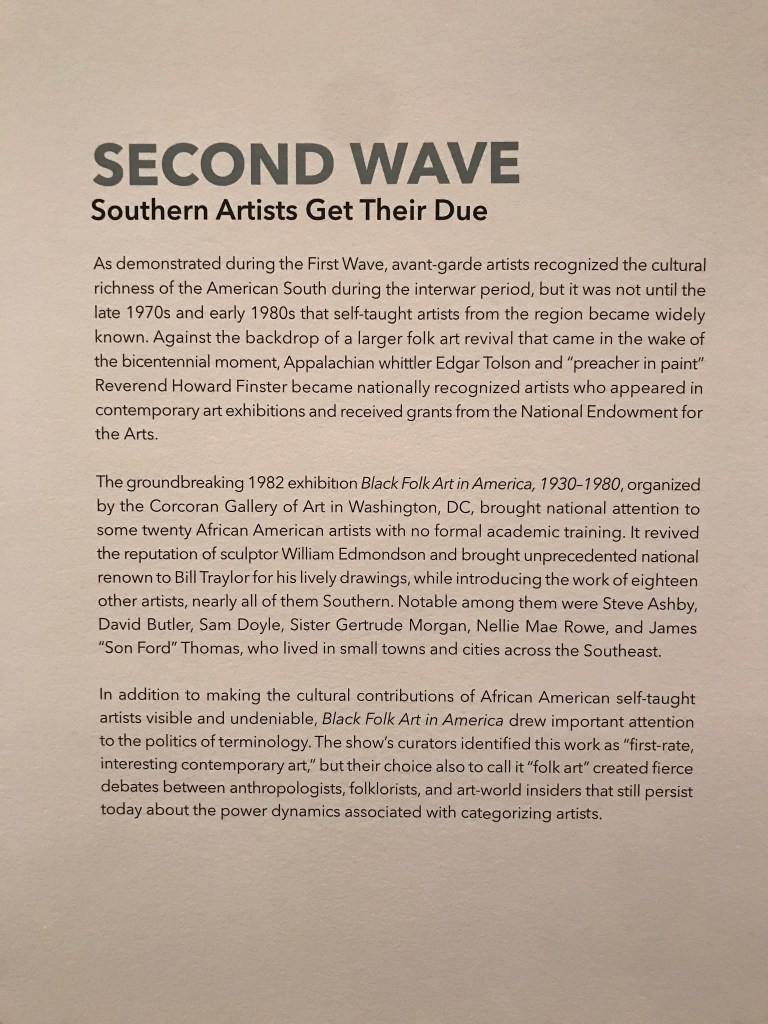 SECOND WAVE
Southern Artists Get Their Due
As demonstrated during the First Wave, avant-garde artists recognized the cultural
richness of the American South during the interwar period, but it was not until the
late 1970s and early 1980s that self-taught artists from the region became widely
known. Against the backdrop of a larger folk art revival that came in the wake of
the bicentennial moment, Appalachian whittler Edgar Tolson and “preacher in paint”
Reverend Howard Finster became nationally recognized artists who appeared in
contemporary art exhibitions and received grants from the National Endowment for
the Arts.
The groundbreaking 1982 exhibition Black Folk Art in America, 1930–1980, organized
by the Corcoran Gallery of Art in Washington, DC, brought national attention to
some twenty African American artists with no formal academic training. It revived
the reputation of sculptor William Edmondson and brought unprecedented national
renown to Bill Traylor for his lively drawings, while introducing the work of eighteen
other artists, nearly all of them Southern. Notable among them were Steve Ashby,
David Butler, Sam Doyle, Sister Gertrude Morgan, Nellie Mae Rowe, and James
“Son Ford” Thomas, who lived in small towns and cities across the Southeast.
In addition to making the cultural contributions of African American self-taught
artists visible and undeniable, Black Folk Art in America drew important attention
to the politics of terminology. The show’s curators identified this work as “first-rate,
interesting contemporary art,” but their choice also to call it “folk art” created fierce
debates between anthropologists, folklorists, and art-world insiders that still persist
today about the power dynamics associated with categorizing artists.